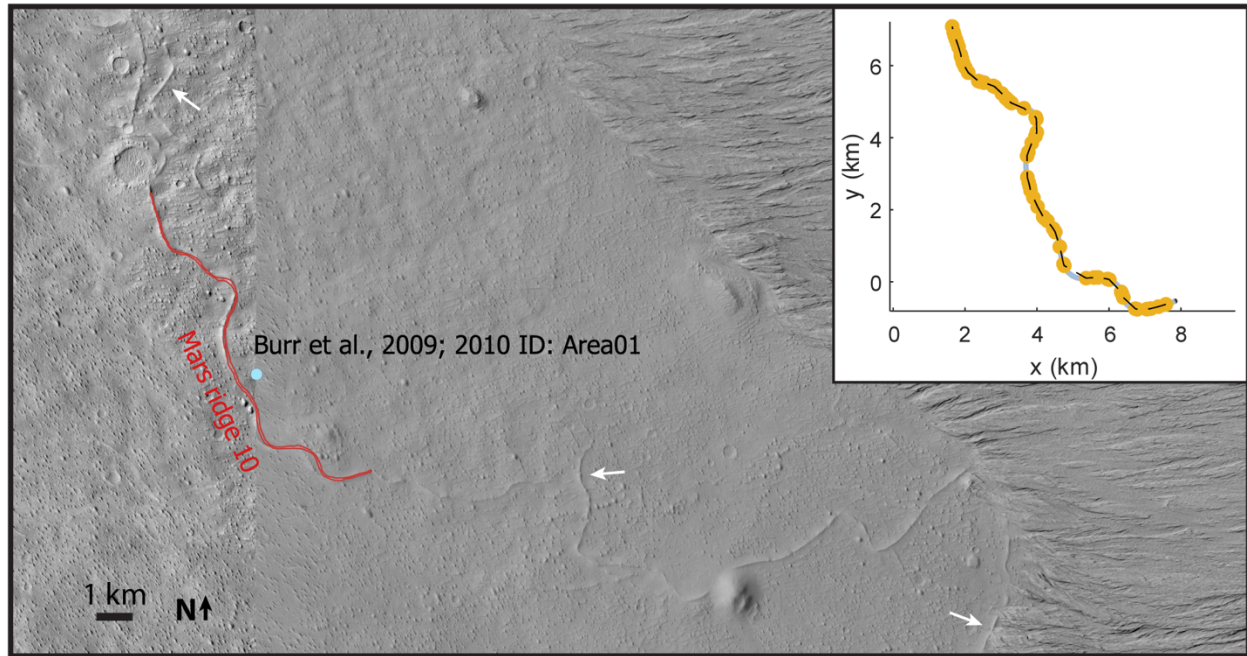 Burr et al., 2009; 2010 ID: Area01
Mars ridge 10
1 km
N
6
4
2
0
y (km)
0 2 4 6 8
x (km)